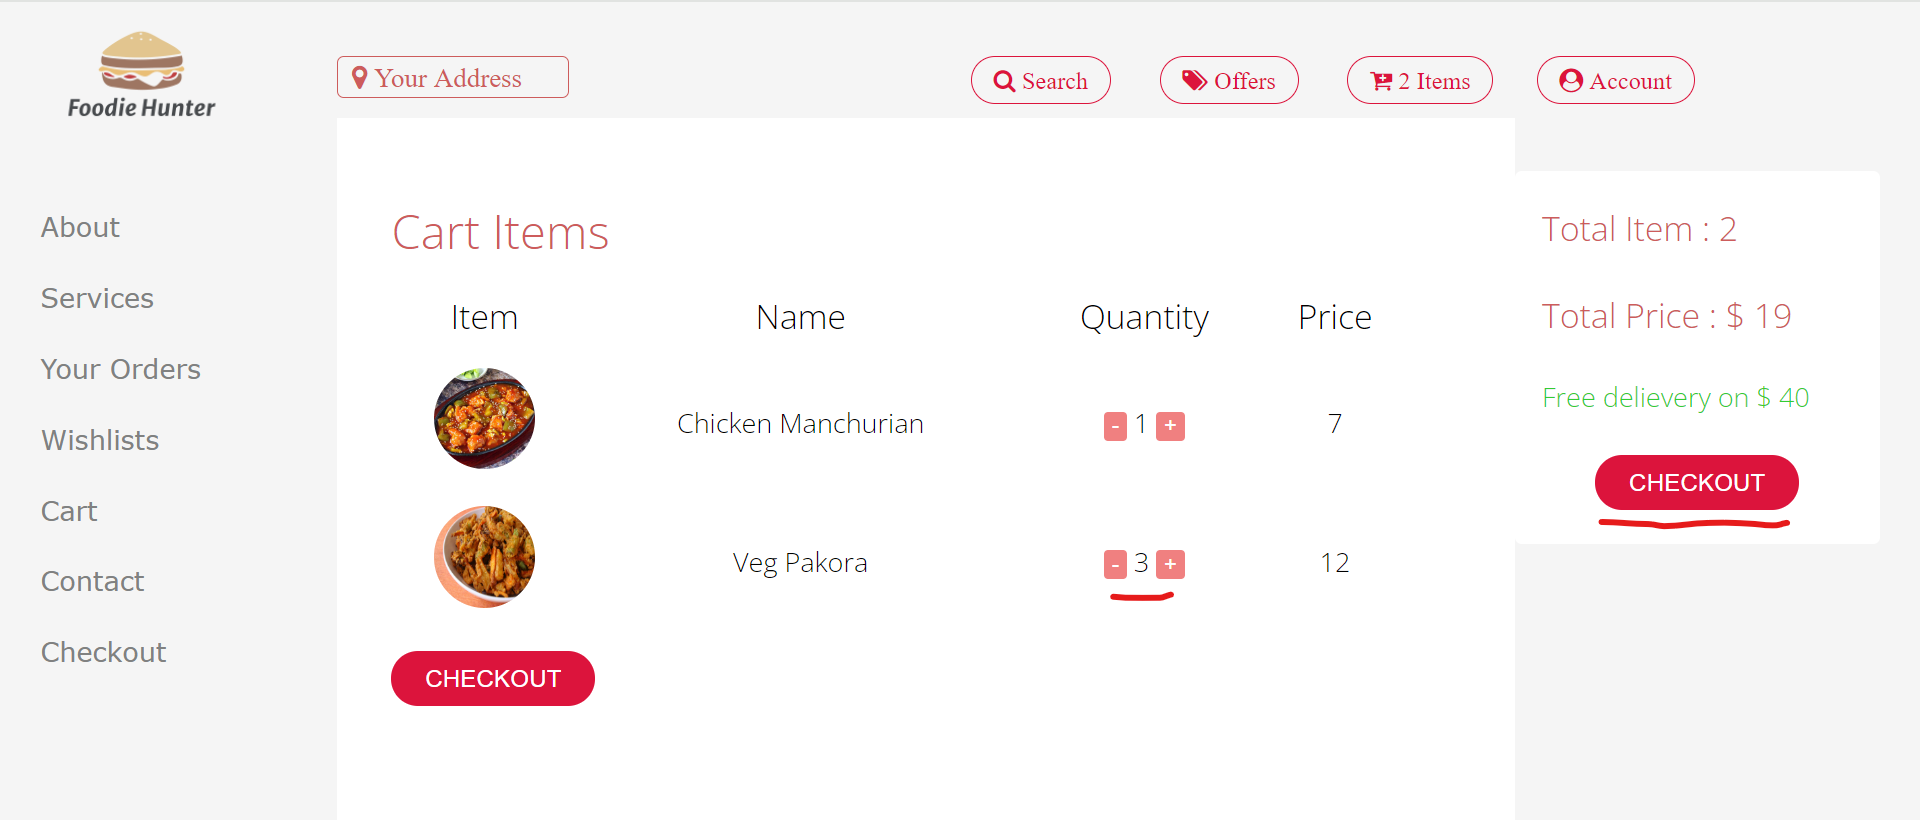 Foodie Hunter
Your Address
Search
Offers
2 Items
Account
About
Services
Your Orders
Wishlists
Cart
Contact
Checkout
Cart Items
Item Name Quantity Price
Chicken Manchurian - 1 + 7
Veg Pakora - 3 + 12
CHECKOUT
Total Item : 2
Total Price : $ 19
Free delievery on $ 40
CHECKOUT